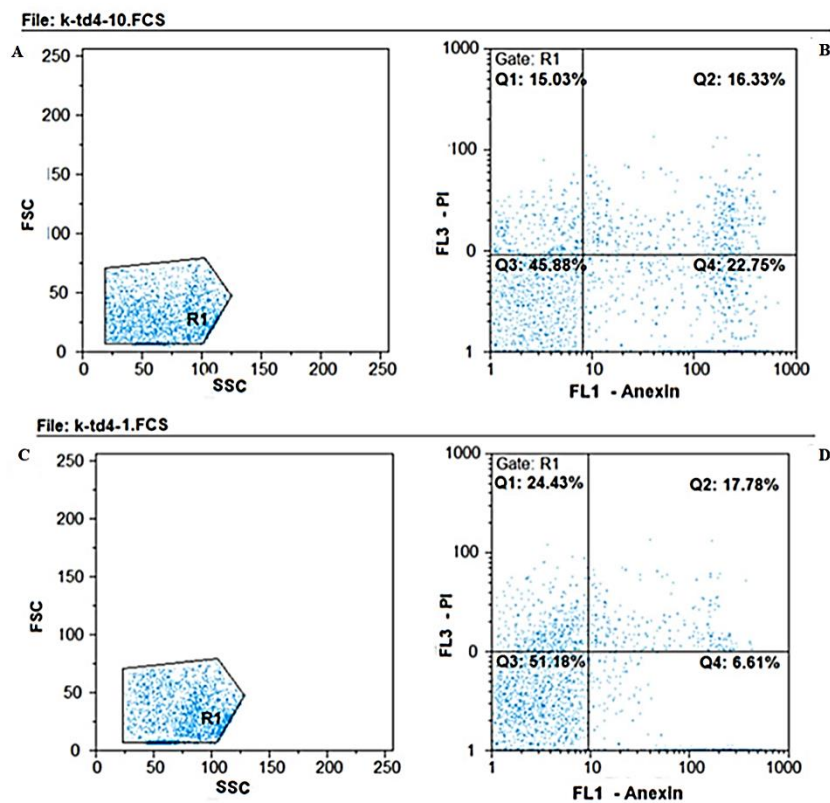 File: k-td4-10.FCS
A
B
250
200
150
100
50
0
FSC
R1
0 50 100 150 200 250
SSC
1000
100
0
1
FL3 - PI
Gate: R1
Q1: 15.03%
Q2: 16.33%
Q3: 45.88%
Q4: 22.75%
1 10 100 1000
FL1 - Anexin
File: k-td4-1.FCS
C
D
250
200
150
100
50
0
FSC
R1
0 50 100 150 200 250
SSC
1000
100
0
1
FL3 - PI
Gate: R1
Q1: 24.43%
Q2: 17.78%
Q3: 51.18%
Q4: 6.61%
1 10 100 1000
FL1 - Anexin